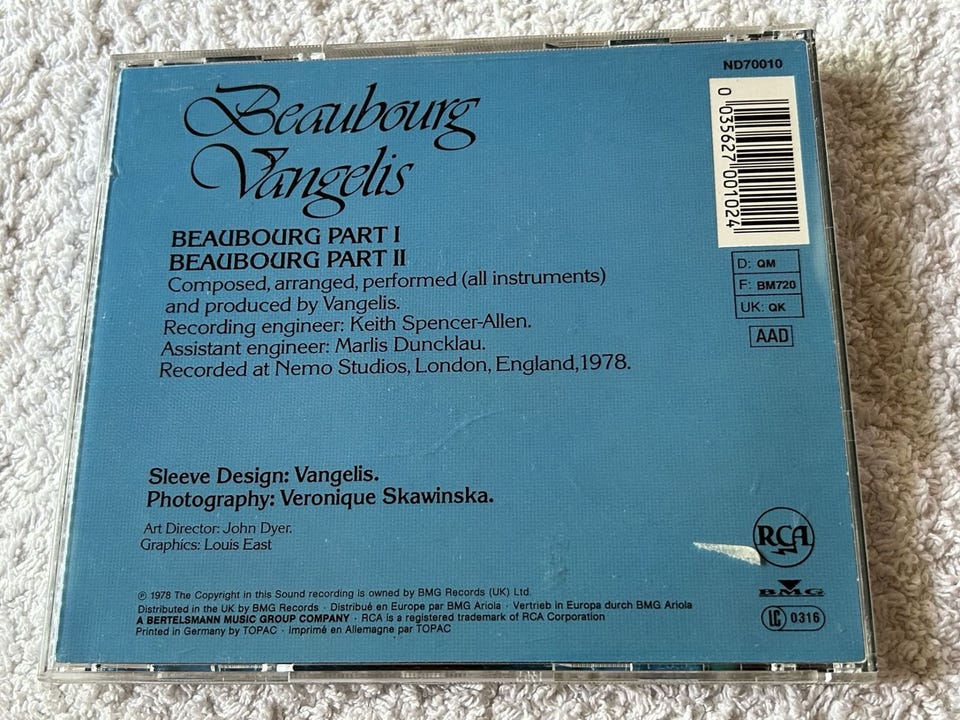 ND70010
0 035627 001024
Beaubourg
Vangelis
BEAUBOURG PART I
BEAUBOURG PART II
Composed, arranged, performed (all instruments)
and produced by Vangelis.
Recording engineer: Keith Spencer-Allen.
Assistant engineer: Marlis Duncklau.
Recorded at Nemo Studios, London, England,1978.
D: QM
F: BM720
UK: QK
AAD
Sleeve Design: Vangelis.
Photography: Veronique Skawinska.
Art Director: John Dyer.
Graphics: Louis East
RCA
BMG
LC 0316
℗ 1978 The Copyright in this Sound recording is owned by BMG Records (UK) Ltd.
Distributed in the UK by BMG Records · Distribué en Europe par BMG Ariola · Vertrieb in Europa durch BMG Ariola
A BERTELSMANN MUSIC GROUP COMPANY · RCA is a registered trademark of RCA Corporation
Printed in Germany by TOPAC · imprimé en Allemagne par TOPAC